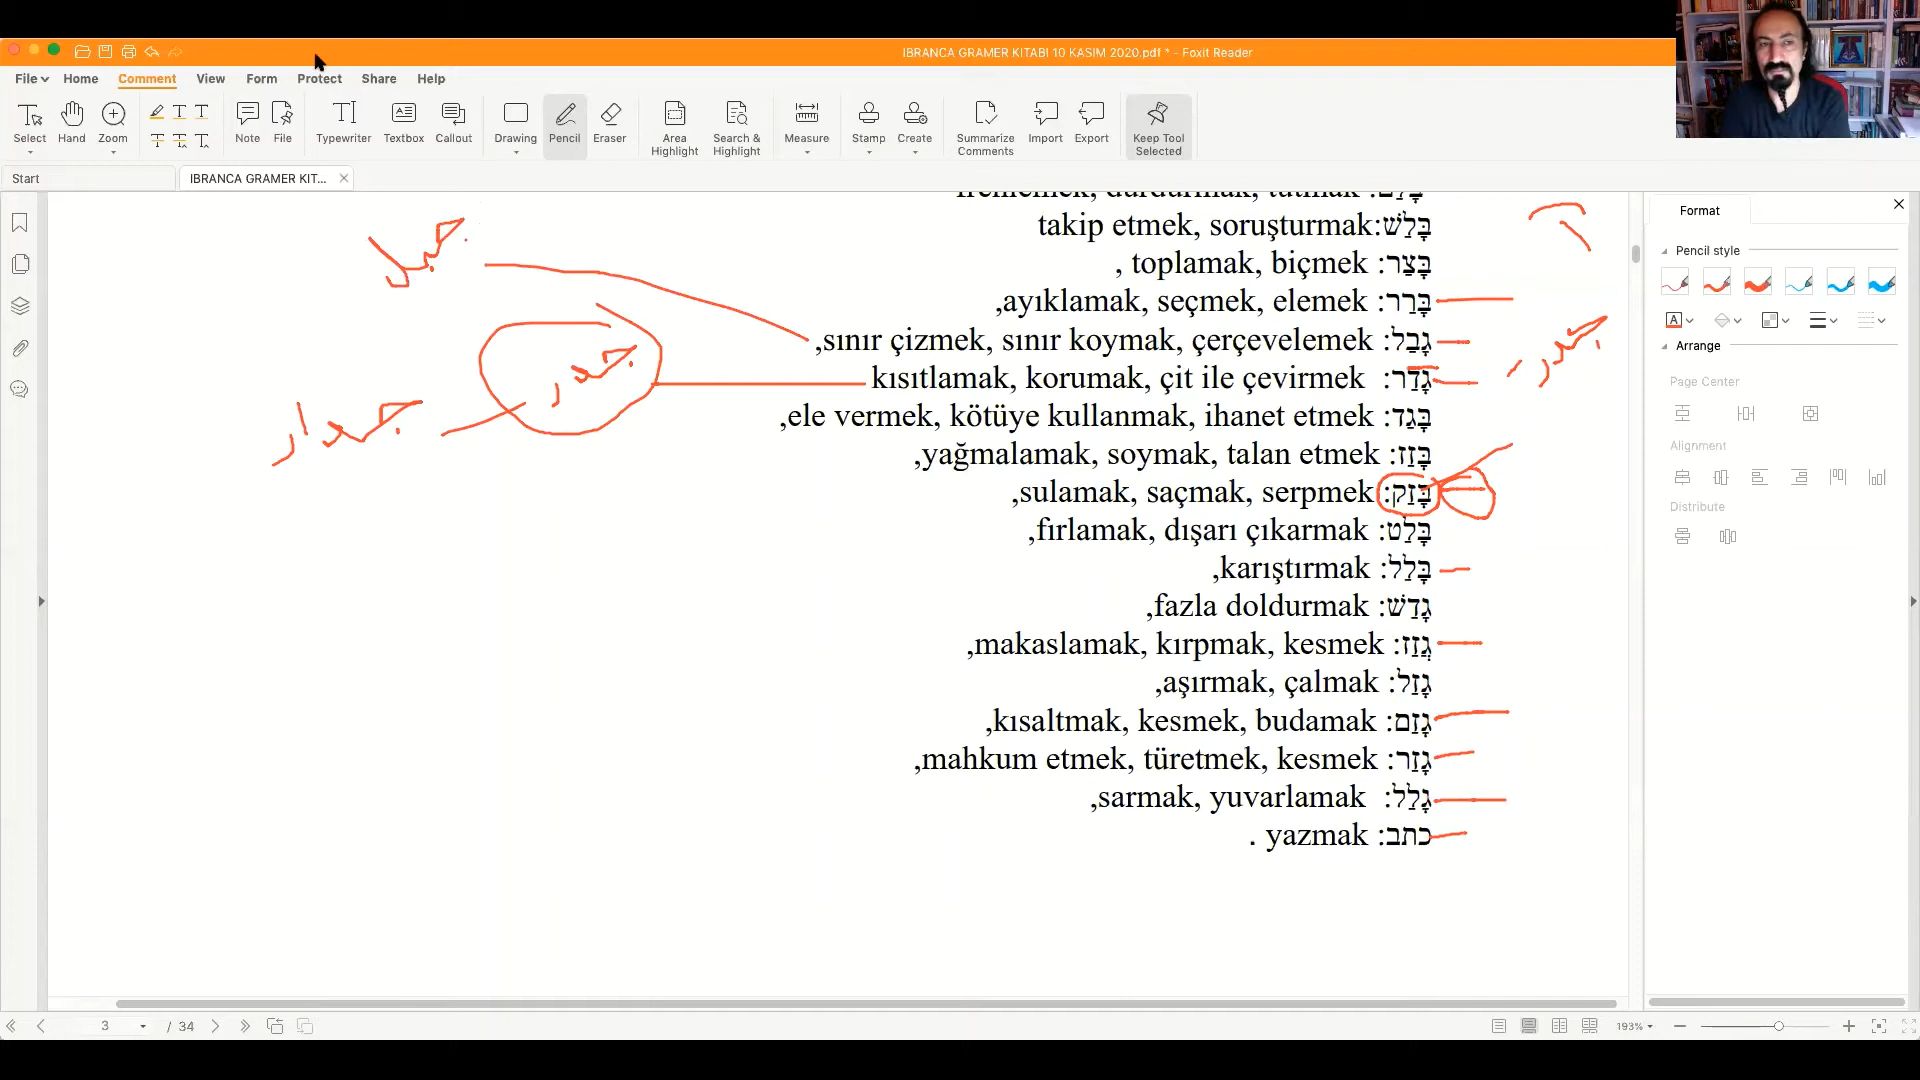 IBRANCA GRAMER KITABI 10 KASIM 2020.pdf * - Foxit Reader
File Home Comment View Form Protect Share Help
Select Hand Zoom Note File Typewriter Textbox Callout Drawing Pencil Eraser Area Highlight Search & Highlight Measure Stamp Create Summarize Comments Import Export Keep Tool Selected
Start IBRANCA GRAMER KIT...
בָּלַשׁ: takip etmek, soruşturmak
בָּצַר: toplamak, biçmek ,
בָּרַר: ayıklamak, seçmek, elemek,
גָבַל: sınır çizmek, sınır koymak, çerçevelemek,
גָדַר: kısıtlamak, korumak, çit ile çevirmek
בָּגַד: ele vermek, kötüye kullanmak, ihanet etmek,
בָּזַז: yağmalamak, soymak, talan etmek,
בָּזַק: sulamak, saçmak, serpmek,
בָּלַט: fırlamak, dışarı çıkarmak,
בָּלַל: karıştırmak,
גָדַשׁ: fazla doldurmak,
גֲזַז: makaslamak, kırpmak, kesmek,
גָזַל: aşırmak, çalmak,
גָזַם: kısaltmak, kesmek, budamak,
גָזַר: mahkum etmek, türetmek, kesmek,
גָלַל: sarmak, yuvarlamak,
כתב: yazmak .
جبل
جدر
جدار
Format
Pencil style
Arrange
Page Center
Alignment
Distribute
3 / 34
193%